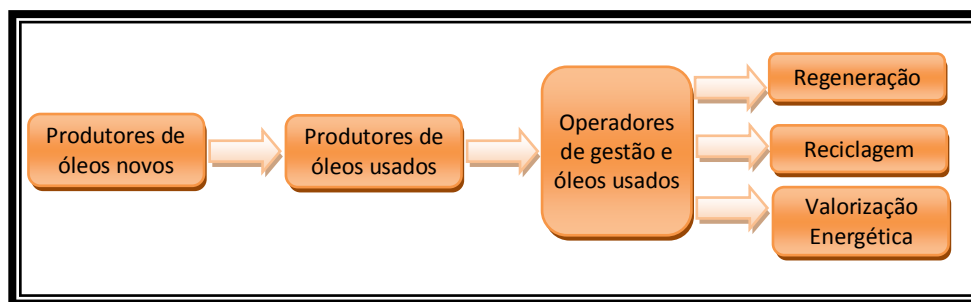 Produtores de
óleos novos
Produtores de
óleos usados
Operadores
de gestão e
óleos usados
Regeneração
Reciclagem
Valorização
Energética